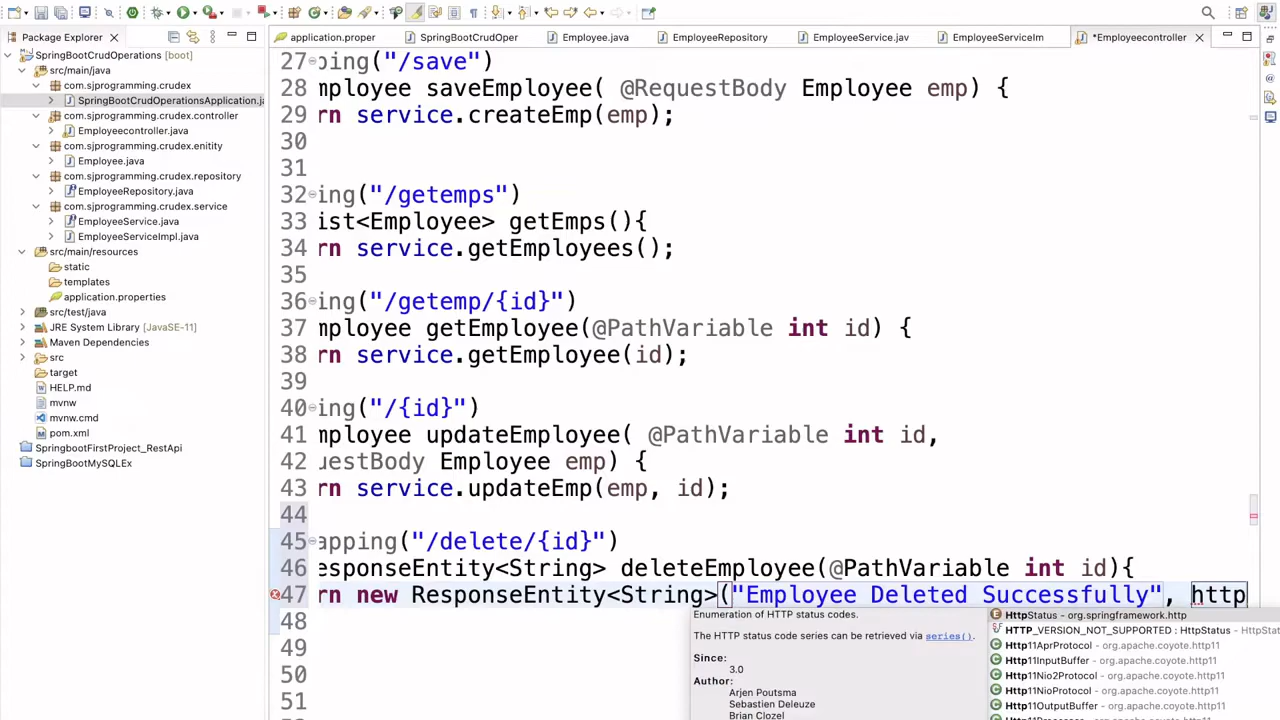 Package Explorer
application.proper
SpringBootCrudOper
Employee.java
EmployeeRepository
EmployeeService.jav
EmployeeServiceIm
*Employeecontroller
SpringBootCrudOperations [boot]
src/main/java
com.sjprogramming.crudex
SpringBootCrudOperationsApplication.ja
com.sjprogramming.crudex.controller
Employeecontroller.java
com.sjprogramming.crudex.enitity
Employee.java
com.sjprogramming.crudex.repository
EmployeeRepository.java
com.sjprogramming.crudex.service
EmployeeService.java
EmployeeServiceImpl.java
src/main/resources
static
templates
application.properties
src/test/java
JRE System Library [JavaSE-11]
Maven Dependencies
src
target
HELP.md
mvnw
mvnw.cmd
pom.xml
SpringbootFirstProject_RestApi
SpringBootMySQLEx
27 ping("/save")
28 mployee saveEmployee( @RequestBody Employee emp) {
29 rn service.createEmp(emp);
30
31
32 ing("/getemps")
33 ist<Employee> getEmps(){
34 rn service.getEmployees();
35
36 ing("/getemp/{id}")
37 mployee getEmployee(@PathVariable int id) {
38 rn service.getEmployee(id);
39
40 ing("/{id}")
41 mployee updateEmployee( @PathVariable int id,
42 uestBody Employee emp) {
43 rn service.updateEmp(emp, id);
44
45 apping("/delete/{id}")
46 esponseEntity<String> deleteEmployee(@PathVariable int id){
47 rn new ResponseEntity<String>("Employee Deleted Successfully", http
48
49
50
51
Enumeration of HTTP status codes.
The HTTP status code series can be retrieved via series().
Since:
3.0
Author:
Arjen Poutsma
Sebastien Deleuze
Brian Clozel
HttpStatus - org.springframework.http
HTTP_VERSION_NOT_SUPPORTED : HttpStatus - HttpSta
Http11AprProtocol - org.apache.coyote.http11
Http11InputBuffer - org.apache.coyote.http11
Http11Nio2Protocol - org.apache.coyote.http11
Http11NioProtocol - org.apache.coyote.http11
Http11OutputBuffer - org.apache.coyote.http11